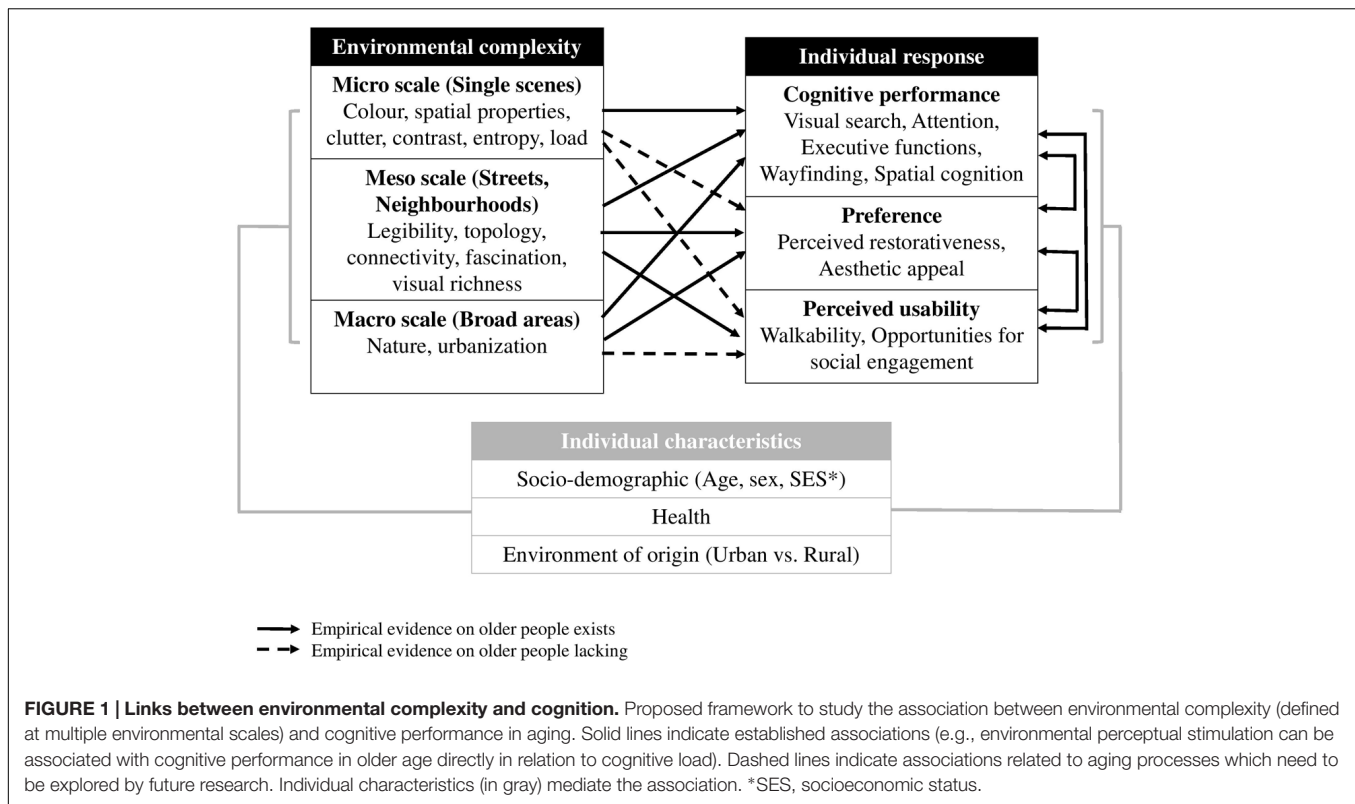 Environmental complexity
Micro scale (Single scenes)
Colour, spatial properties,
clutter, contrast, entropy, load
Meso scale (Streets,
Neighbourhoods)
Legibility, topology,
connectivity, fascination,
visual richness
Macro scale (Broad areas)
Nature, urbanization
Individual response
Cognitive performance
Visual search, Attention,
Executive functions,
Wayfinding, Spatial cognition
Preference
Perceived restorativeness,
Aesthetic appeal
Perceived usability
Walkability, Opportunities for
social engagement
Individual characteristics
Socio-demographic (Age, sex, SES*)
Health
Environment of origin (Urban vs. Rural)
Empirical evidence on older people exists
Empirical evidence on older people lacking
FIGURE 1 | Links between environmental complexity and cognition. Proposed framework to study the association between environmental complexity (defined
at multiple environmental scales) and cognitive performance in aging. Solid lines indicate established associations (e.g., environmental perceptual stimulation can be
associated with cognitive performance in older age directly in relation to cognitive load). Dashed lines indicate associations related to aging processes which need to
be explored by future research. Individual characteristics (in gray) mediate the association. *SES, socioeconomic status.